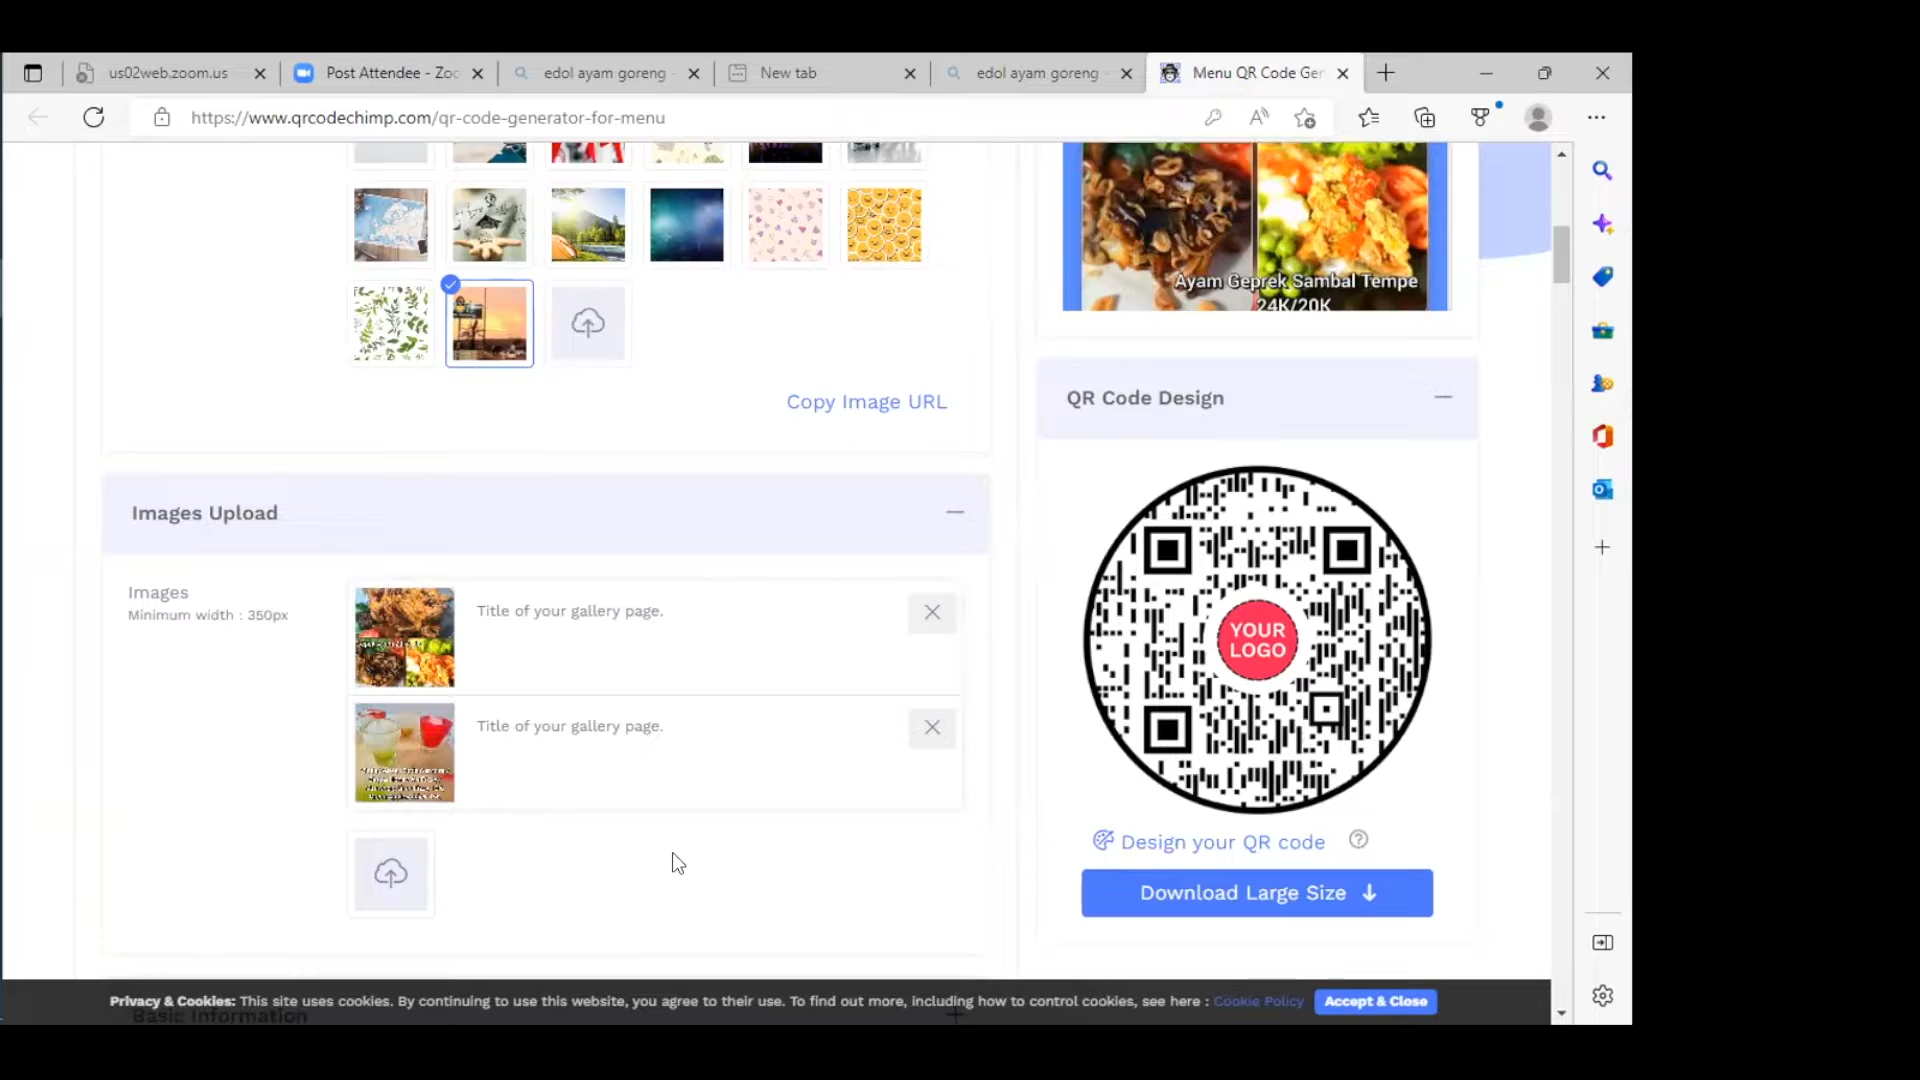 us02web.zoom.us
Post Attendee - Zoc
edol ayam goreng -
New tab
edol ayam goreng -
Menu QR Code Ger
https://www.qrcodechimp.com/qr-code-generator-for-menu
Ayam Geprek Sambal Tempe
24K/20K
Copy Image URL
QR Code Design
Images Upload
Images
Minimum width : 350px
Title of your gallery page.
Title of your gallery page.
YOUR
LOGO
Design your QR code
Download Large Size
Privacy & Cookies: This site uses cookies. By continuing to use this website, you agree to their use. To find out more, including how to control cookies, see here : Cookie Policy
Accept & Close
Basic Information